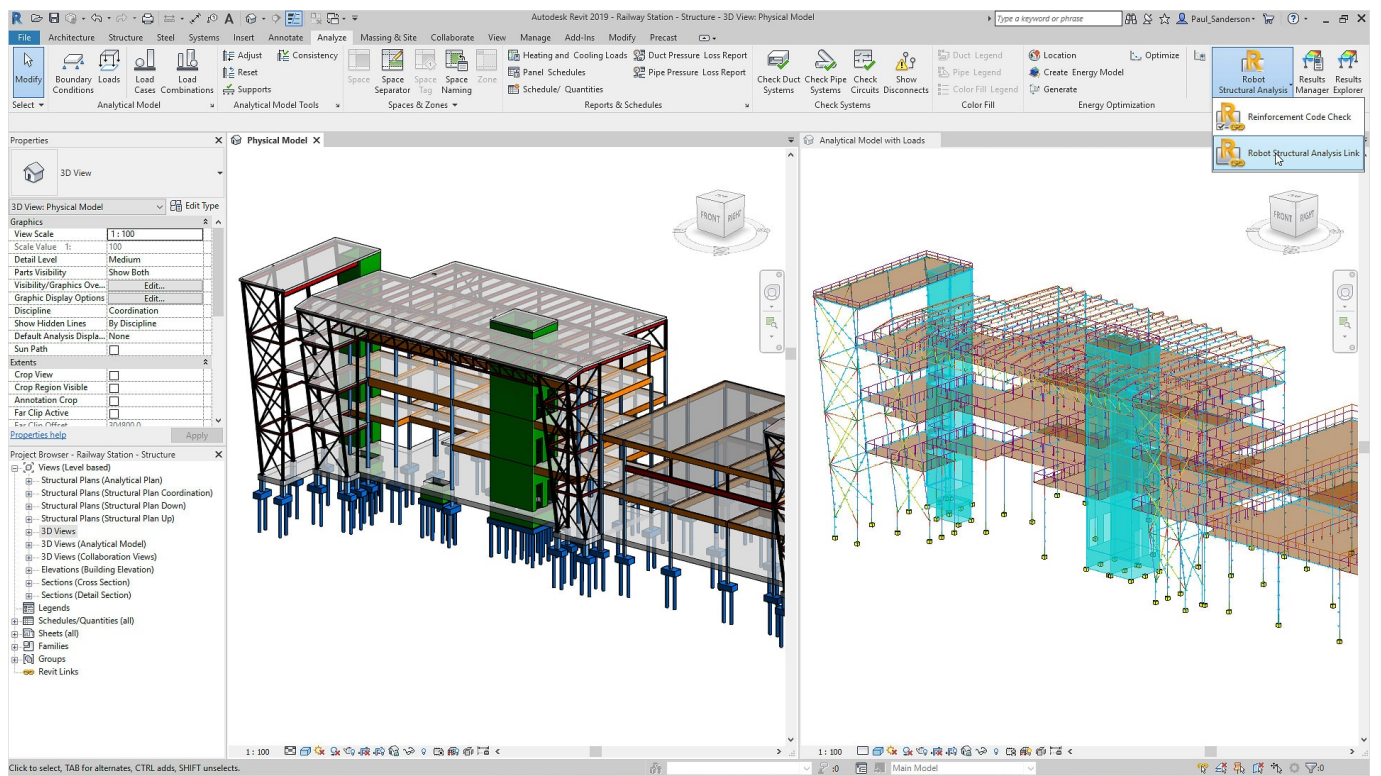 Autodesk Revit 2019 - Railway Station - Structure - 3D View: Physical Model
Type a keyword or phrase
Paul_Sanderson
File Architecture Structure Steel Systems Insert Annotate Analyze Massing & Site Collaborate View Manage Add-Ins Modify Precast
Modify
Boundary Conditions
Loads
Load Cases
Load Combinations
Adjust
Reset
Supports
Consistency
Space
Space Separator
Space Tag
Space Naming
Zone
Heating and Cooling Loads
Panel Schedules
Schedule/ Quantities
Duct Pressure Loss Report
Pipe Pressure Loss Report
Check Duct Systems
Check Pipe Systems
Check Circuits
Show Disconnects
Duct Legend
Pipe Legend
Color Fill Legend
Location
Create Energy Model
Generate
Optimize
Robot Structural Analysis
Results Manager
Results Explorer
Select
Analytical Model
Analytical Model Tools
Spaces & Zones
Reports & Schedules
Check Systems
Color Fill
Energy Optimization
Reinforcement Code Check
Robot Structural Analysis Link
Properties
3D View
3D View: Physical Model
Edit Type
Graphics
View Scale 1 : 100
Scale Value 1: 100
Detail Level Medium
Parts Visibility Show Both
Visibility/Graphics Ove... Edit...
Graphic Display Options Edit...
Discipline Coordination
Show Hidden Lines By Discipline
Default Analysis Displa... None
Sun Path
Extents
Crop View
Crop Region Visible
Annotation Crop
Far Clip Active
Far Clip Offset 304800.0
Properties help
Apply
Project Browser - Railway Station - Structure
Views (Level based)
Structural Plans (Analytical Plan)
Structural Plans (Structural Plan Coordination)
Structural Plans (Structural Plan Down)
Structural Plans (Structural Plan Up)
3D Views
3D Views (Analytical Model)
3D Views (Collaboration Views)
Elevations (Building Elevation)
Sections (Cross Section)
Sections (Detail Section)
Legends
Schedules/Quantities (all)
Sheets (all)
Families
Groups
Revit Links
Physical Model
FRONT RIGHT
1 : 100
Analytical Model with Loads
FRONT RIGHT
1 : 100
Click to select, TAB for alternates, CTRL adds, SHIFT unselects.
:0
Main Model
:0